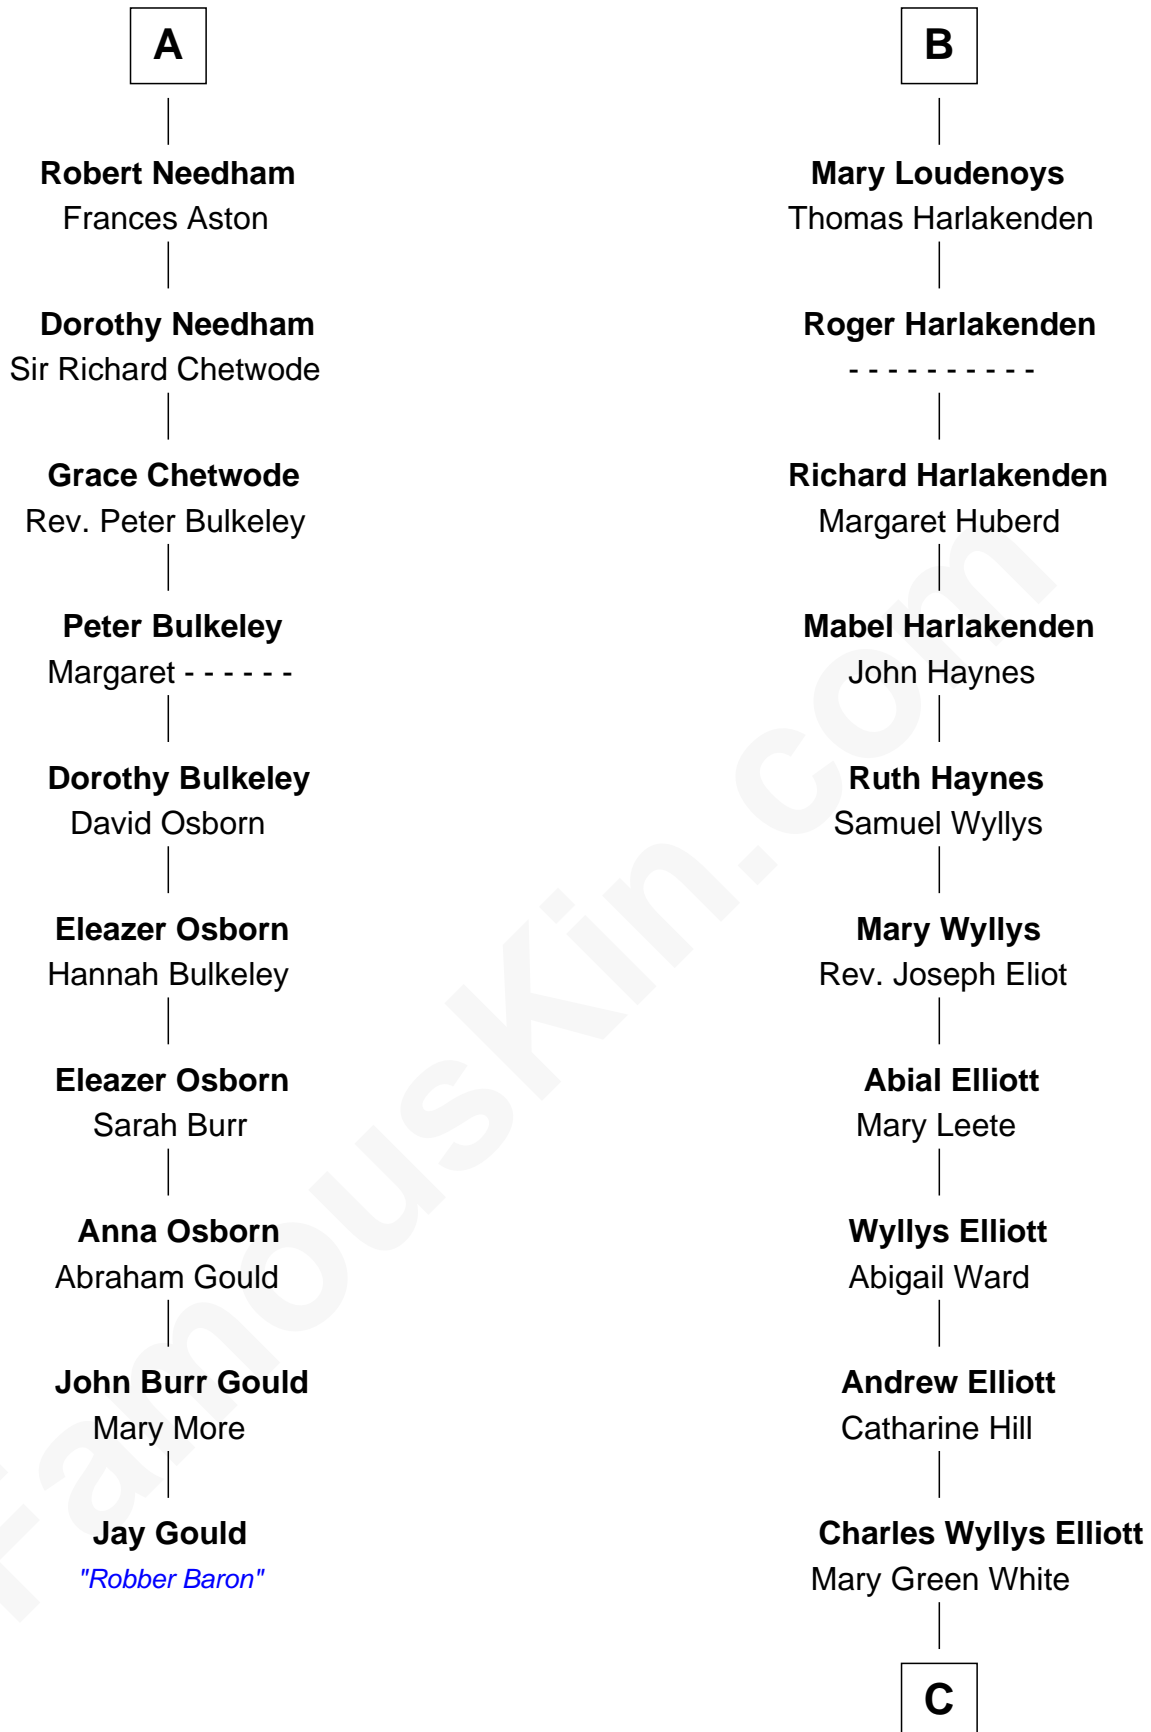 A
Robert Needham
Frances Aston
Dorothy Needham
Sir Richard Chetwode
Grace Chetwode
Rev. Peter Bulkeley
Peter Bulkeley
Margaret - - - - - -
Dorothy Bulkeley
David Osborn
Eleazer Osborn
Hannah Bulkeley
Eleazer Osborn
Sarah Burr
Anna Osborn
Abraham Gould
John Burr Gould
Mary More
Jay Gould
"Robber Baron"
B
Mary Loudenoys
Thomas Harlakenden
Roger Harlakenden
- - - - - - - - - -
Richard Harlakenden
Margaret Huberd
Mabel Harlakenden
John Haynes
Ruth Haynes
Samuel Wyllys
Mary Wyllys
Rev. Joseph Eliot
Abial Elliott
Mary Leete
Wyllys Elliott
Abigail Ward
Andrew Elliott
Catharine Hill
Charles Wyllys Elliott
Mary Green White
C
FamousKin.com